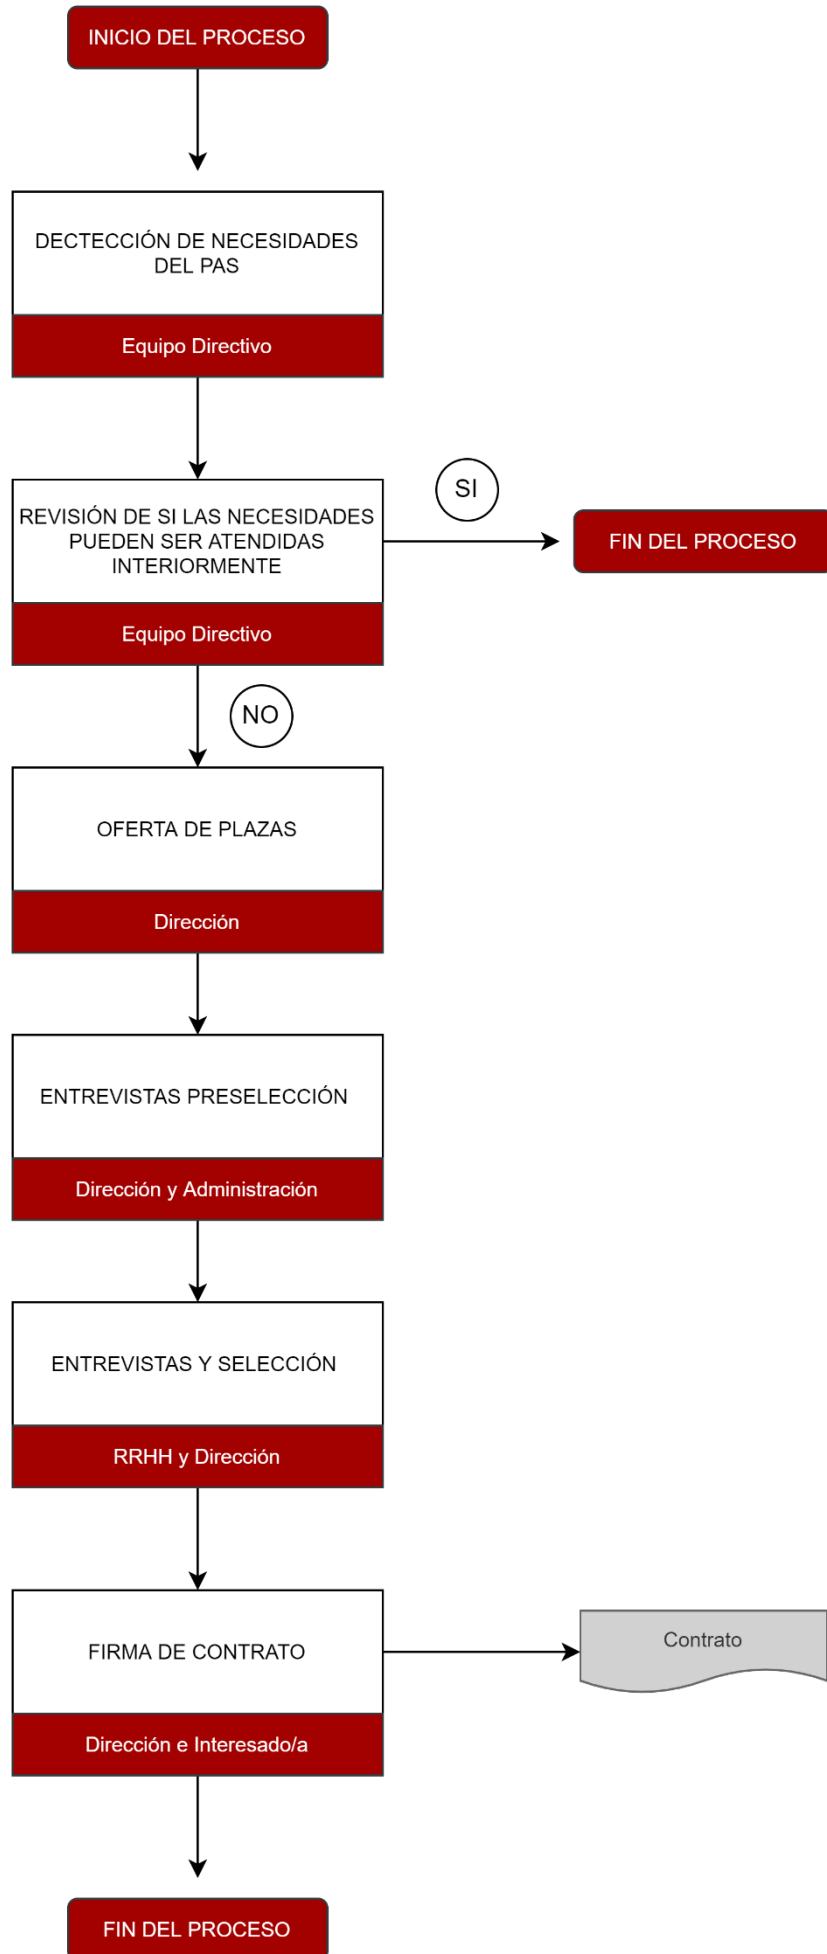 INICIO DEL PROCESO
DECTECCIÓN DE NECESIDADES
DEL PAS
Equipo Directivo
REVISIÓN DE SI LAS NECESIDADES
PUEDEN SER ATENDIDAS
INTERIORMENTE
Equipo Directivo
SI
FIN DEL PROCESO
NO
OFERTA DE PLAZAS
Dirección
ENTREVISTAS PRESELECCIÓN
Dirección y Administración
ENTREVISTAS Y SELECCIÓN
RRHH y Dirección
FIRMA DE CONTRATO
Dirección e Interesado/a
Contrato
FIN DEL PROCESO